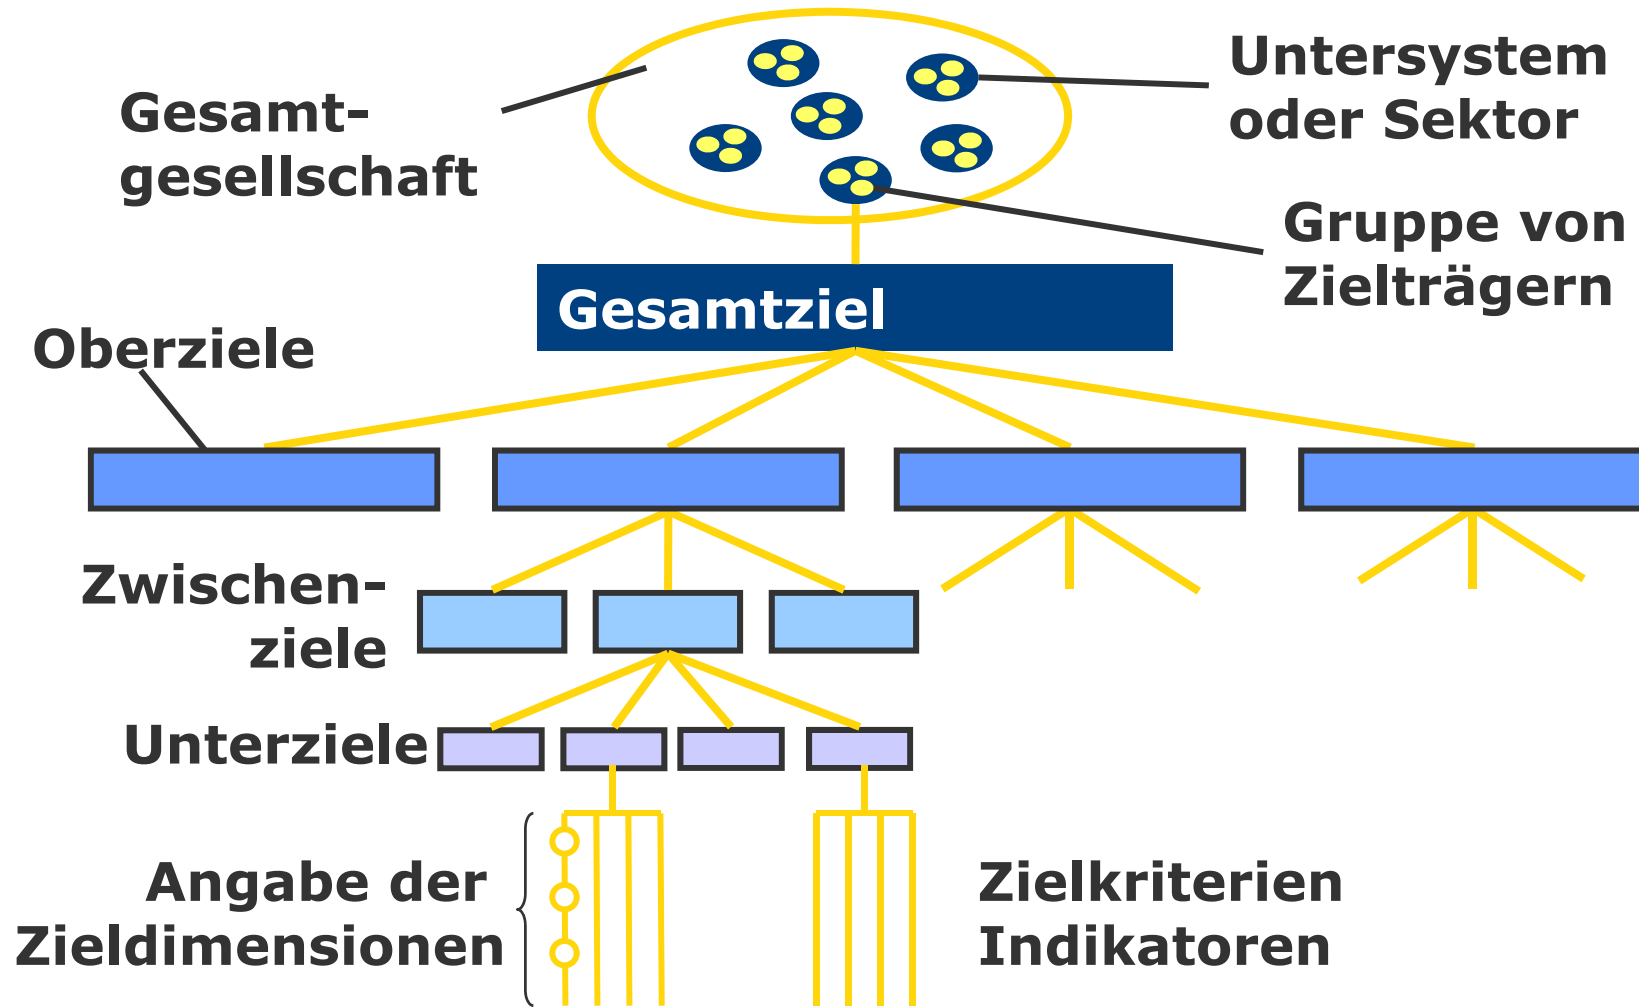 Gesamt-
gesellschaft
Untersystem
oder Sektor
Gruppe von
Zielträgern
Gesamtziel
Oberziele
Zwischen-
ziele
Unterziele
Angabe der
Zieldimensionen
Zielkriterien
Indikatoren